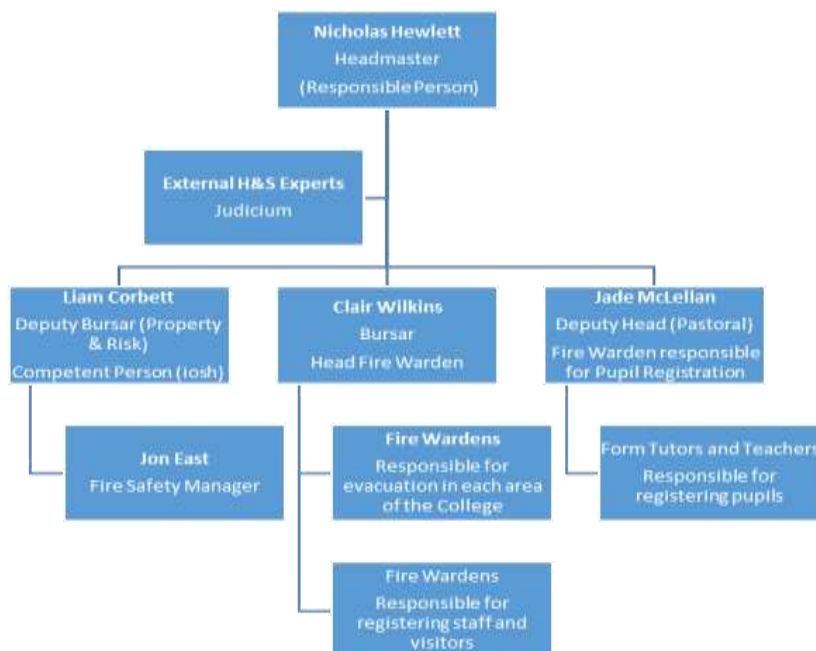 Nicholas Hewlett
Headmaster
(Responsible Person)
External H&S Experts
Judicium
Liam Corbett
Deputy Bursar (Property
& Risk)
Competent Person (iosh)
Clair Wilkins
Bursar
Head Fire Warden
Jade McLellan
Deputy Head (Pastoral)
Fire Warden responsible
for Pupil Registration
Jon East
Fire Safety Manager
Fire Wardens
Responsible for
evacuation in each area
of the College
Form Tutors and Teachers
Responsible for
registering pupils
Fire Wardens
Responsible for
registering staff and
visitors